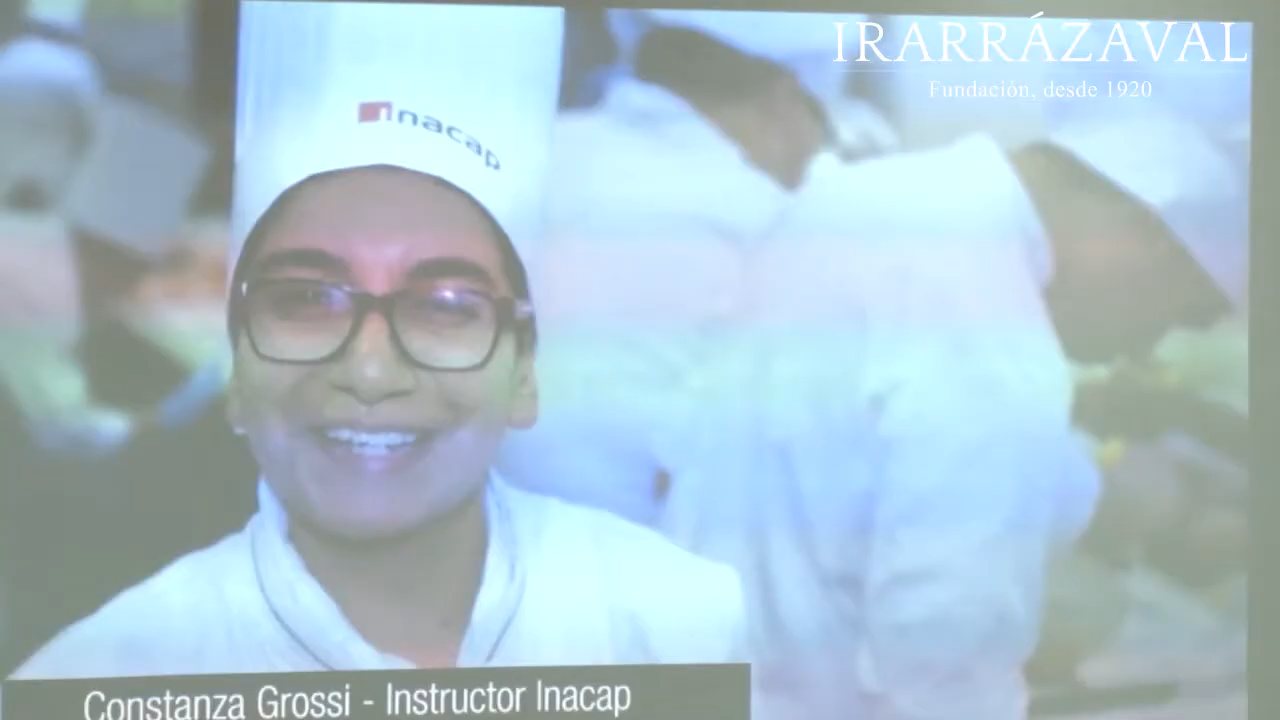 IRARRÁZAVAL
Fundación, desde 1920
inacap
Constanza Grossi - Instructor Inacap